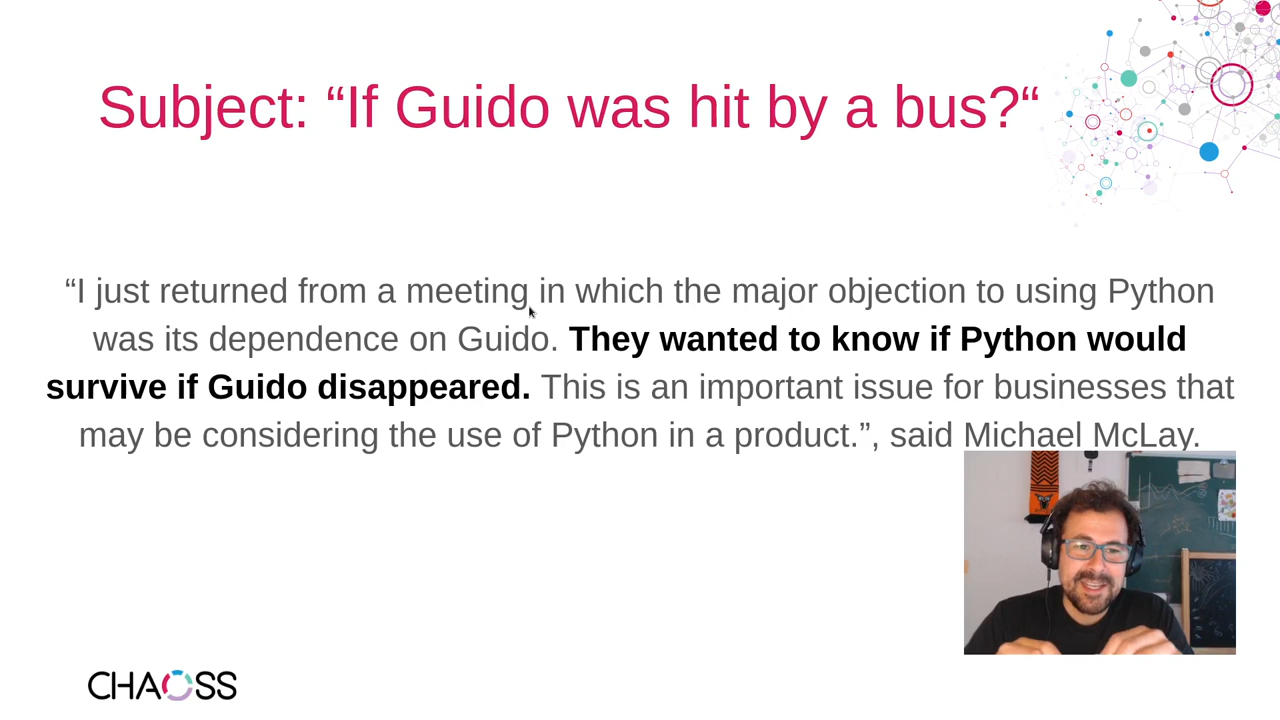 Subject: “If Guido was hit by a bus?“
“I just returned from a meeting in which the major objection to using Python
was its dependence on Guido. They wanted to know if Python would
survive if Guido disappeared. This is an important issue for businesses that
may be considering the use of Python in a product.”, said Michael McLay.
CHAOSS